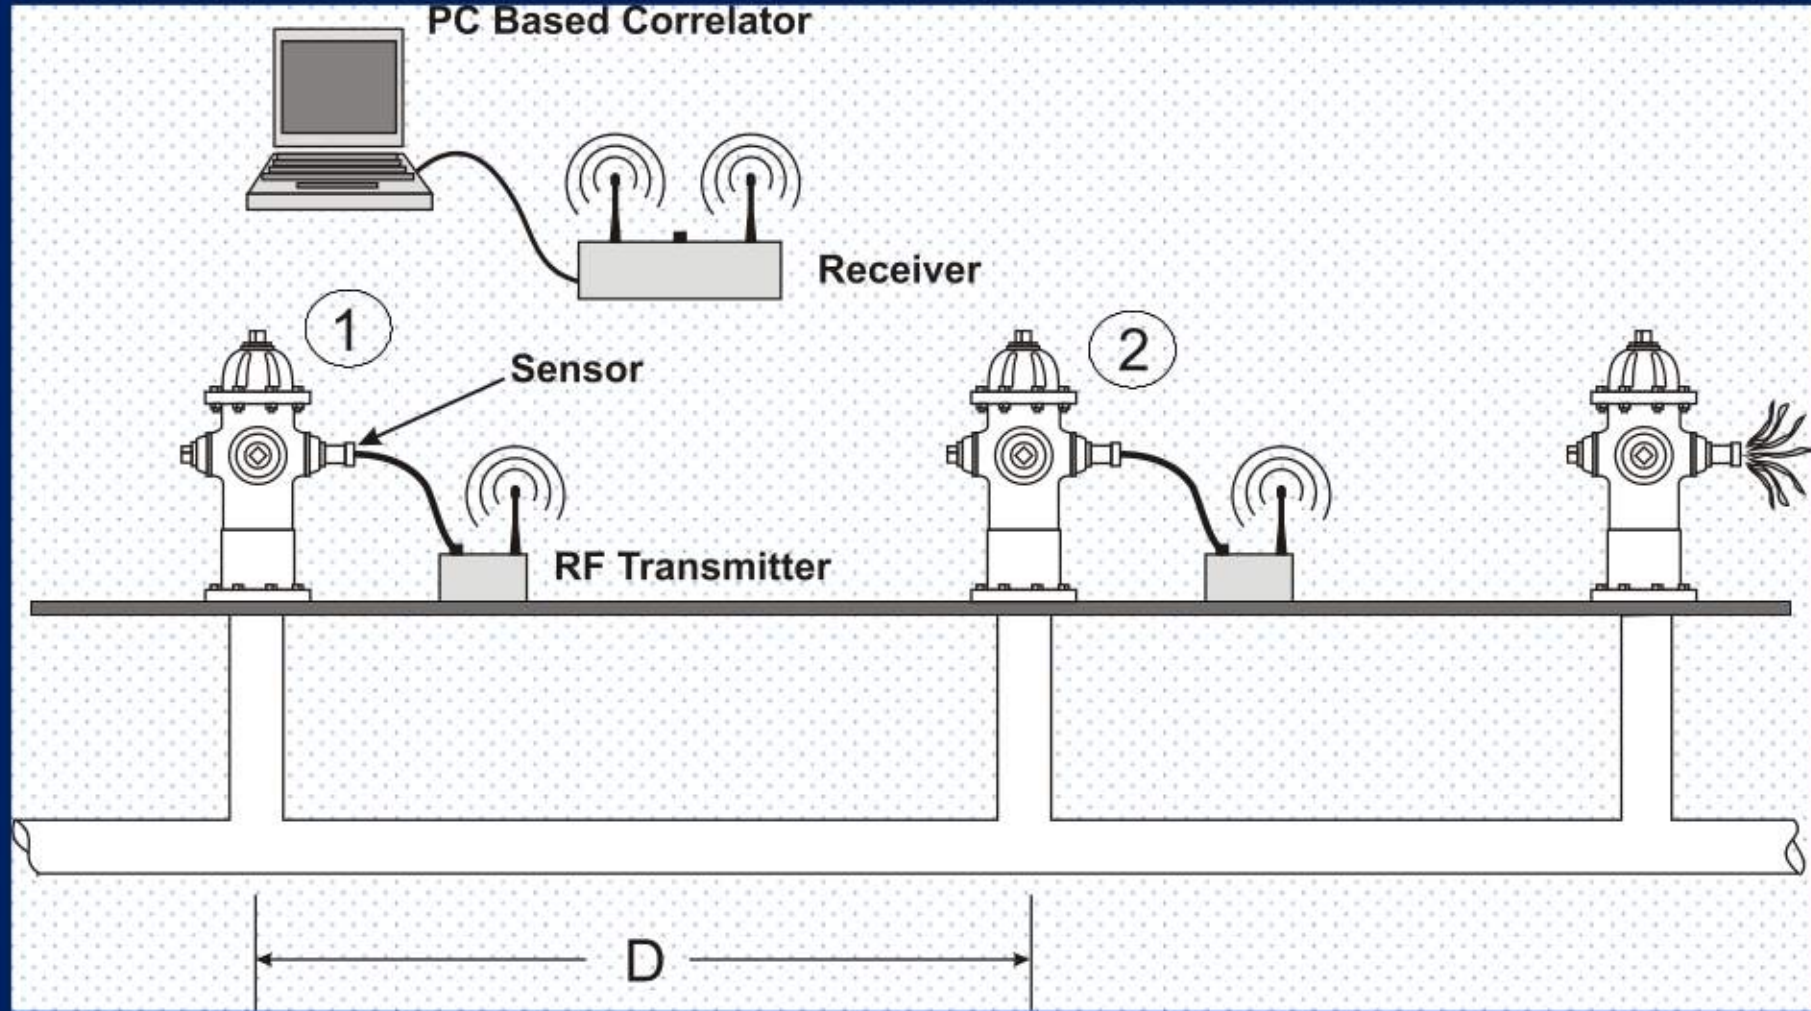 PC Based Correlator
Receiver
1
Sensor
2
RF Transmitter
D